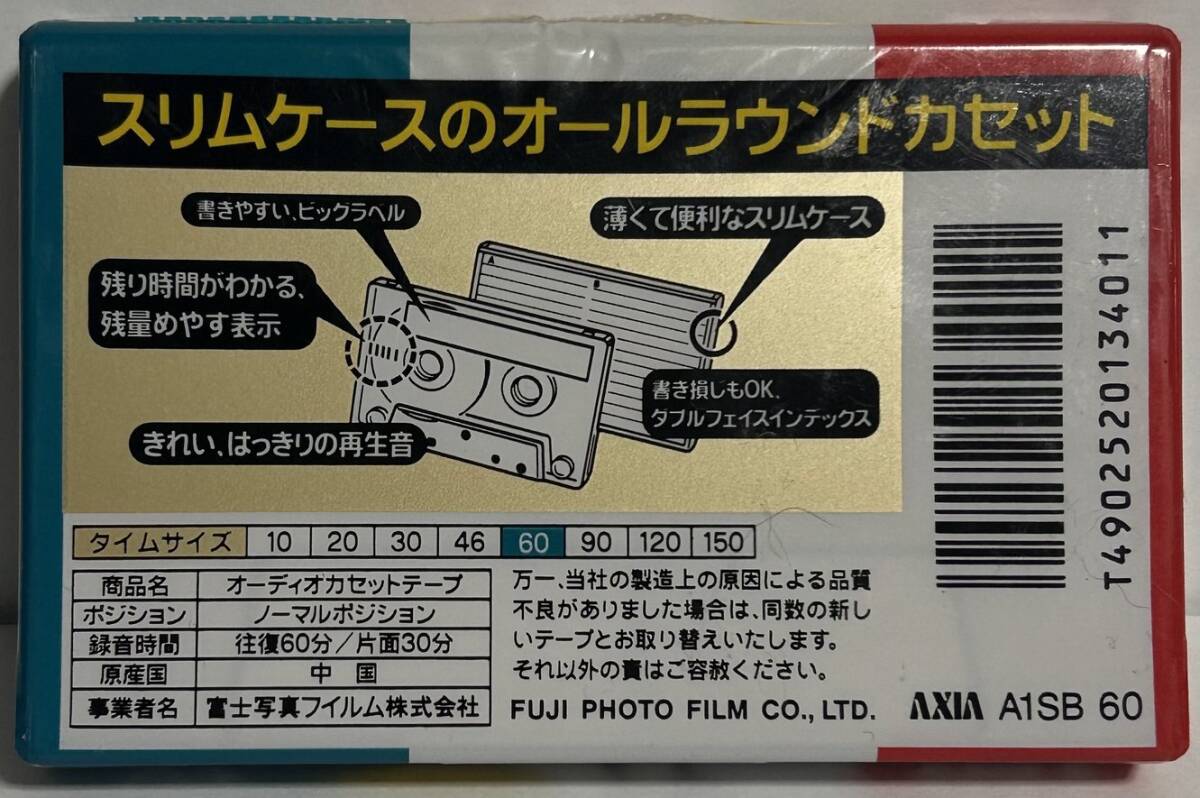 スリムケースのオールラウンドカセット
書きやすい、ビッグラベル
薄くて便利なスリムケース
残り時間がわかる、
残量めやす表示
A
B
書き損じもOK、
ダブルフェイスインデックス
きれい、はっきりの再生音
T4902520134011
タイムサイズ 10 20 30 46 60 90 120 150
商品名 オーディオカセットテープ
ポジション ノーマルポジション
録音時間 往復60分/片面30分
原産国 中国
事業者名 富士写真フイルム株式会社
万一、当社の製造上の原因による品質
不良がありました場合は、同数の新し
いテープとお取り替えいたします。
それ以外の責はご容赦ください。
FUJI PHOTO FILM CO., LTD.
AXIA A1SB 60